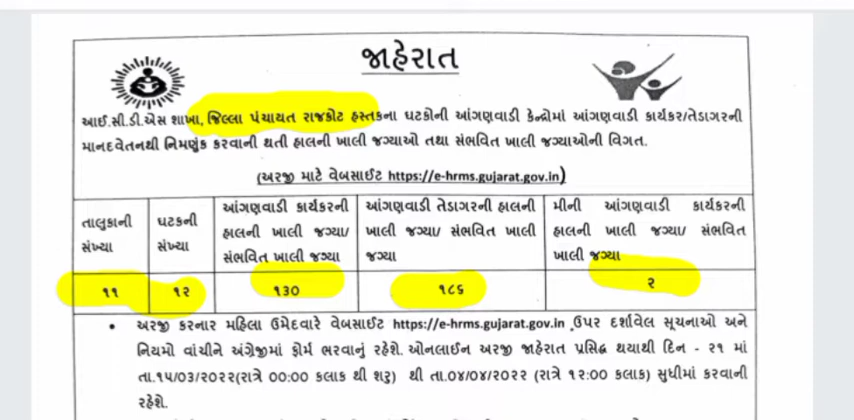 જાહેરાત
આઈ.સી.ડી.એસ શાખા, જિલ્લા પંચાયત રાજકોટ હસ્તકના ઘટકોની આંગણવાડી કેન્દ્રોમાં આંગણવાડી કાર્યકર/તેડાગરની
માનદવેતનથી નિમણુંક કરવાની થતી હાલની ખાલી જગ્યાઓ તથા સંભવિત ખાલી જગ્યાઓની વિગત.
(અરજી માટે વેબસાઈટ https://e-hrms.gujarat.gov.in)
તાલુકાની
સંખ્યા
ઘટકની
સંખ્યા
આંગણવાડી કાર્યકરની
હાલની ખાલી જગ્યા/
સંભવિત ખાલી જગ્યા
આંગણવાડી તેડાગરની હાલની
ખાલી જગ્યા/ સંભવિત ખાલી
જગ્યા
મીની આંગણવાડી કાર્યકરની
હાલની ખાલી જગ્યા/ સંભવિત
ખાલી જગ્યા
૧૧ ૧૨ ૧૩૦ ૧૮૬ ૨
• અરજી કરનાર મહિલા ઉમેદવારે વેબસાઈટ https://e-hrms.gujarat.gov.in ઉપર દર્શાવેલ સૂચનાઓ અને
નિયમો વાંચીને અંગ્રેજીમાં ફોર્મ ભરવાનું રહેશે. ઓનલાઈન અરજી જાહેરાત પ્રસિદ્ધ થયાથી દિન - ૨૧ માં
તા.૧૫/૦૩/૨૦૨૨(રાત્રે ૦૦:૦૦ કલાક થી શરૂ) થી તા.૦૪/૦૪/૨૦૨૨ (રાત્રે ૧૨:૦૦ કલાક) સુધીમાં કરવાની
રહેશે.